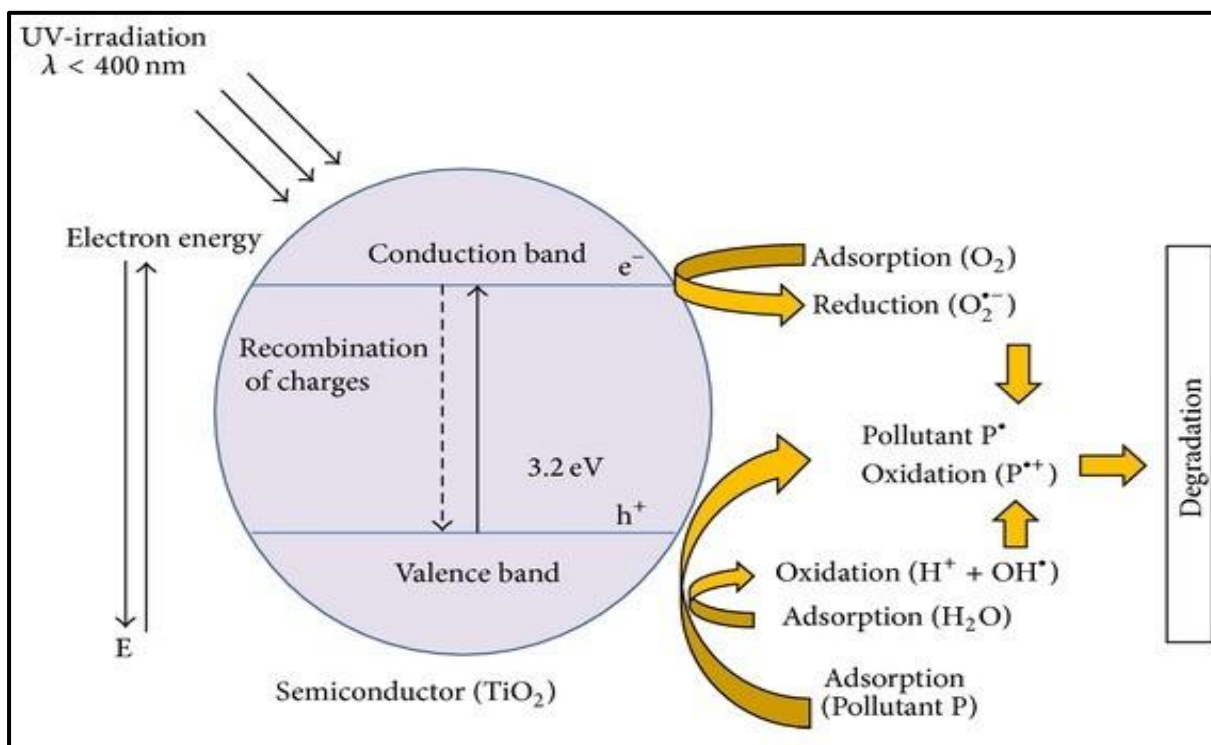 UV-irradiation
λ < 400 nm
Electron energy
Conduction band
e⁻
Adsorption (O₂)
Reduction (O₂•⁻)
Recombination
of charges
Pollutant P•
Oxidation (P•⁺)
3.2 eV
h⁺
Valence band
Oxidation (H⁺ + OH•)
Adsorption (H₂O)
E
Semiconductor (TiO₂)
Adsorption
(Pollutant P)
Degradation